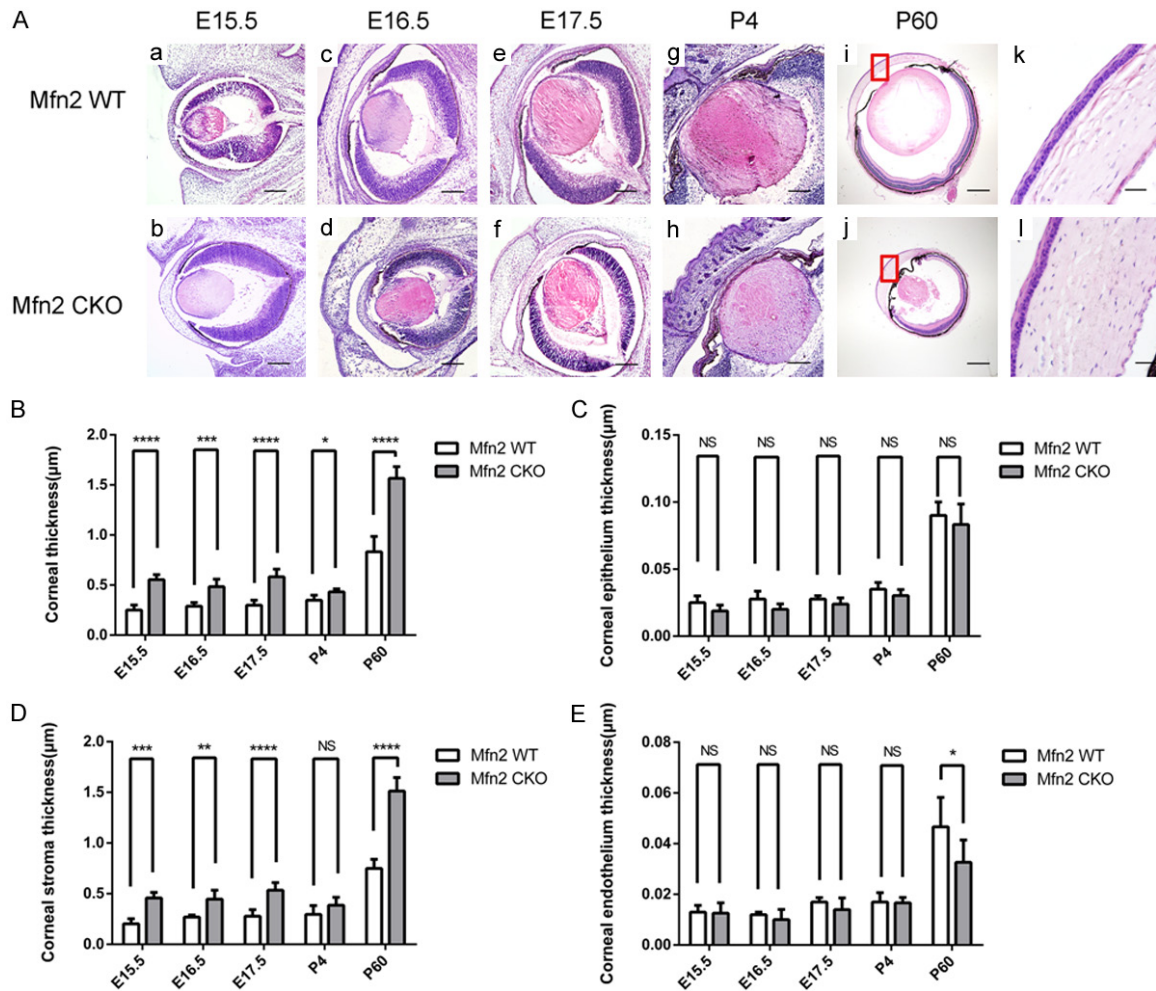 A
E15.5 E16.5 E17.5 P4 P60
a c e g i k
Mfn2 WT
b d f h j l
Mfn2 CKO
B
**** *** **** * ****
Mfn2 WT
Mfn2 CKO
Corneal thickness(μm)
2.0
1.5
1.0
0.5
0.0
E15.5 E16.5 E17.5 P4 P60
C
NS NS NS NS NS
Mfn2 WT
Mfn2 CKO
Corneal epithelium thickness(μm)
0.15
0.10
0.05
0.00
E15.5 E16.5 E17.5 P4 P60
D
*** ** **** NS ****
Mfn2 WT
Mfn2 CKO
Corneal stroma thickness(μm)
2.0
1.5
1.0
0.5
0.0
E15.5 E16.5 E17.5 P4 P60
E
NS NS NS NS *
Mfn2 WT
Mfn2 CKO
Corneal endothelium thickness(μm)
0.08
0.06
0.04
0.02
0.00
E15.5 E16.5 E17.5 P4 P60